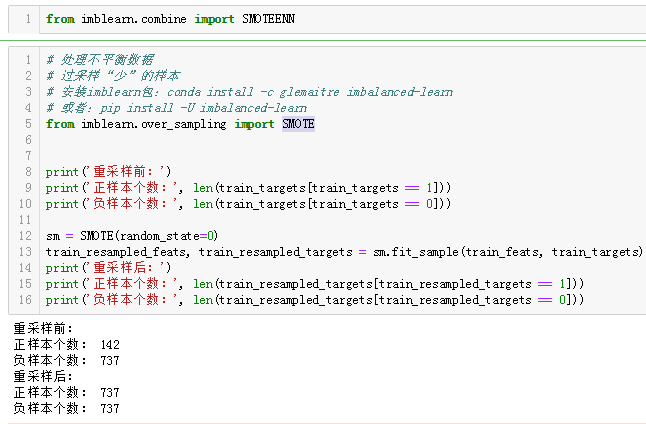 1 from imblearn.combine import SMOTEENN
1 # 处理不平衡数据
2 # 过采样“少”的样本
3 # 安装imblearn包：conda install -c glemaitre imbalanced-learn
4 # 或者：pip install -U imbalanced-learn
5 from imblearn.over_sampling import SMOTE
6
7
8 print('重采样前：')
9 print('正样本个数：', len(train_targets[train_targets == 1]))
10 print('负样本个数：', len(train_targets[train_targets == 0]))
11
12 sm = SMOTE(random_state=0)
13 train_resampled_feats, train_resampled_targets = sm.fit_sample(train_feats, train_targets)
14 print('重采样后：')
15 print('正样本个数：', len(train_resampled_targets[train_resampled_targets == 1]))
16 print('负样本个数：', len(train_resampled_targets[train_resampled_targets == 0]))
重采样前：
正样本个数： 142
负样本个数： 737
重采样后：
正样本个数： 737
负样本个数： 737